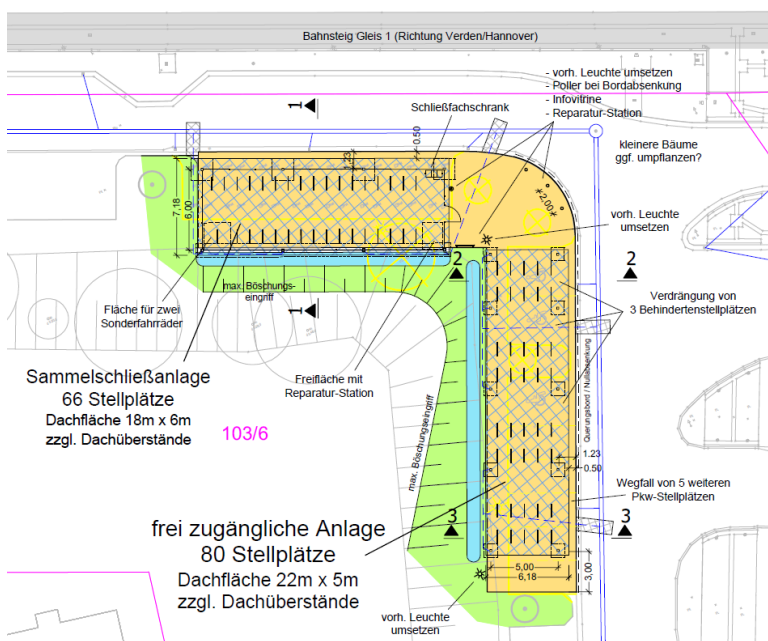 Bahnsteig Gleis 1 (Richtung Verden/Hannover)
- vorh. Leuchte umsetzen
- Poller bei Bordabsenkung
- Infovitrine
- Reparatur-Station
1
Schließfachschrank
0.50
1.23
kleinere Bäume
ggf. umpflanzen?
7,18
6,00
2,00
vorh. Leuchte
umsetzen
2
2
Fläche für zwei
Sonderfahrräder
max. Böschungs-
eingriff
1
Verdrängung von
3 Behindertenstellplätzen
Sammelschließanlage
66 Stellplätze
Dachfläche 18m x 6m
zzgl. Dachüberstände
103/6
Freifläche mit
Reparatur-Station
max. Böschungseingriff
Querungsbord / Nullabsenkung
1.23
0.50
Wegfall von 5 weiteren
Pkw-Stellplätzen
frei zugängliche Anlage
80 Stellplätze
Dachfläche 22m x 5m
zzgl. Dachüberstände
3
3
5,00
6,18
3,00
vorh. Leuchte
umsetzen